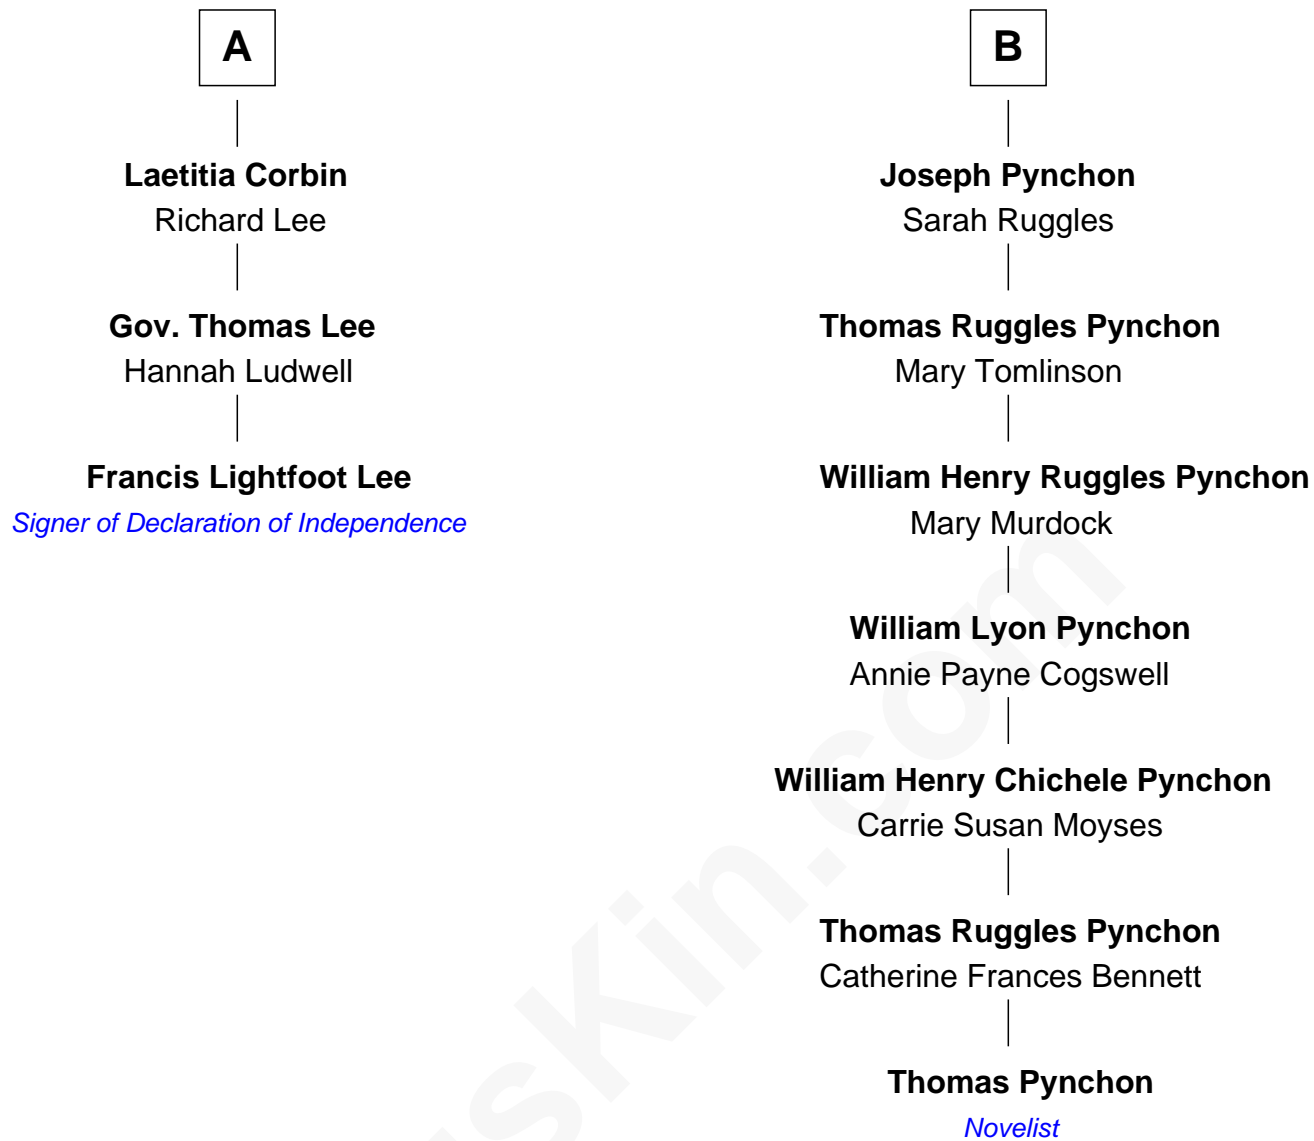 A
Laetitia Corbin
Richard Lee
Gov. Thomas Lee
Hannah Ludwell
Francis Lightfoot Lee
Signer of Declaration of Independence
B
Joseph Pynchon
Sarah Ruggles
Thomas Ruggles Pynchon
Mary Tomlinson
William Henry Ruggles Pynchon
Mary Murdock
William Lyon Pynchon
Annie Payne Cogswell
William Henry Chichele Pynchon
Carrie Susan Moyses
Thomas Ruggles Pynchon
Catherine Frances Bennett
Thomas Pynchon
Novelist
sKin.com